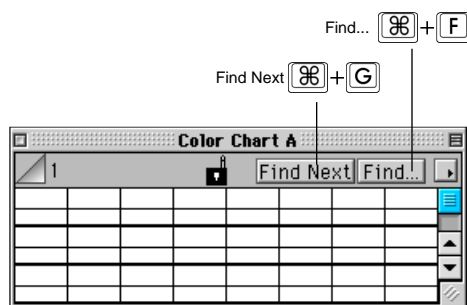 Find... ⌘+F
Find Next ⌘+G
Color Chart A
1 Find Next Find...